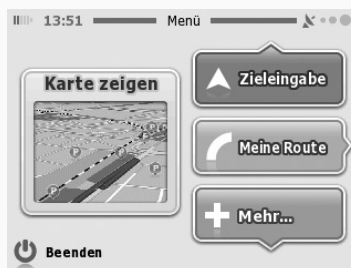 13:51 Menü
Karte zeigen
Zieleingabe
Meine Route
Mehr...
Beenden